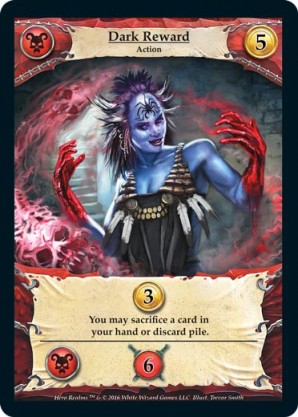 Dark Reward
Action
5
3
You may sacrifice a card in
your hand or discard pile.
6
Hero Realms™ & © 2016 White Wizard Games LLC Illust. Trevor Smith